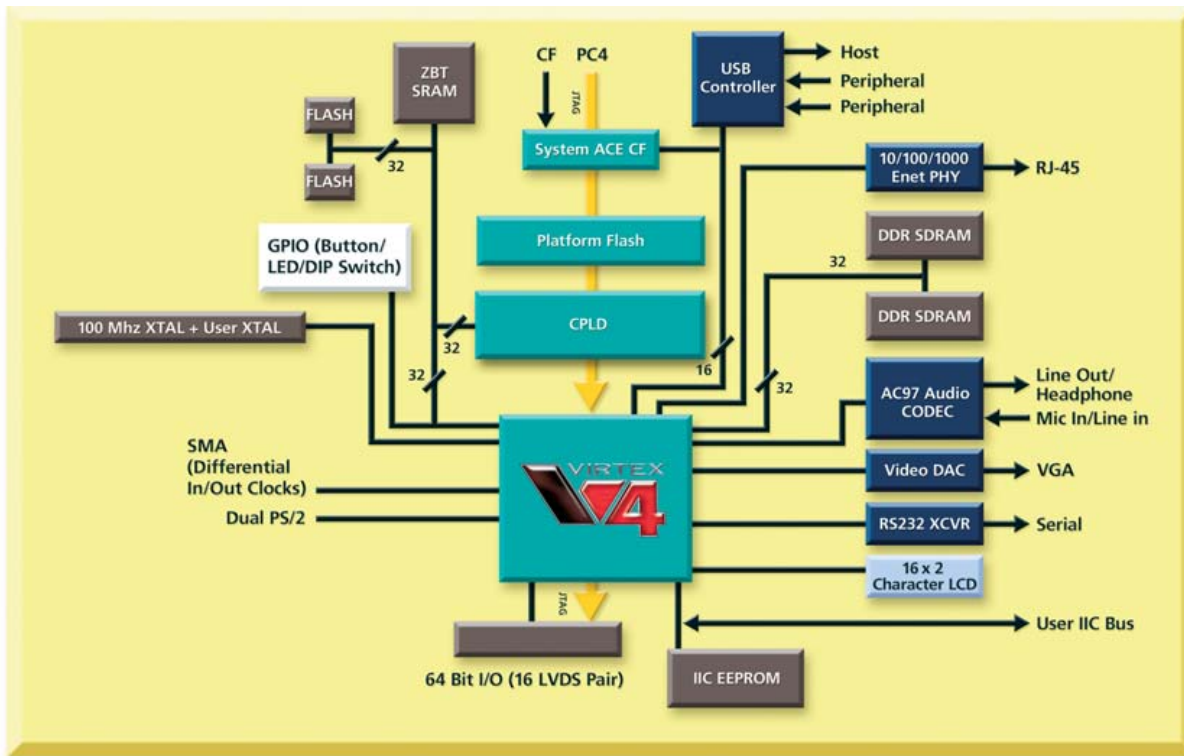 CF
PC4
JTAG
ZBT
SRAM
FLASH
FLASH
32
USB
Controller
Host
Peripheral
Peripheral
System ACE CF
10/100/1000
Enet PHY
RJ-45
GPIO (Button/
LED/DIP Switch)
Platform Flash
DDR SDRAM
32
DDR SDRAM
100 Mhz XTAL + User XTAL
CPLD
32
32
16
32
AC97 Audio
CODEC
Line Out/
Headphone
Mic In/Line in
SMA
(Differential
In/Out Clocks)
Dual PS/2
VIRTEX
4
Video DAC
VGA
RS232 XCVR
Serial
16 x 2
Character LCD
JTAG
User IIC Bus
64 Bit I/O (16 LVDS Pair)
IIC EEPROM